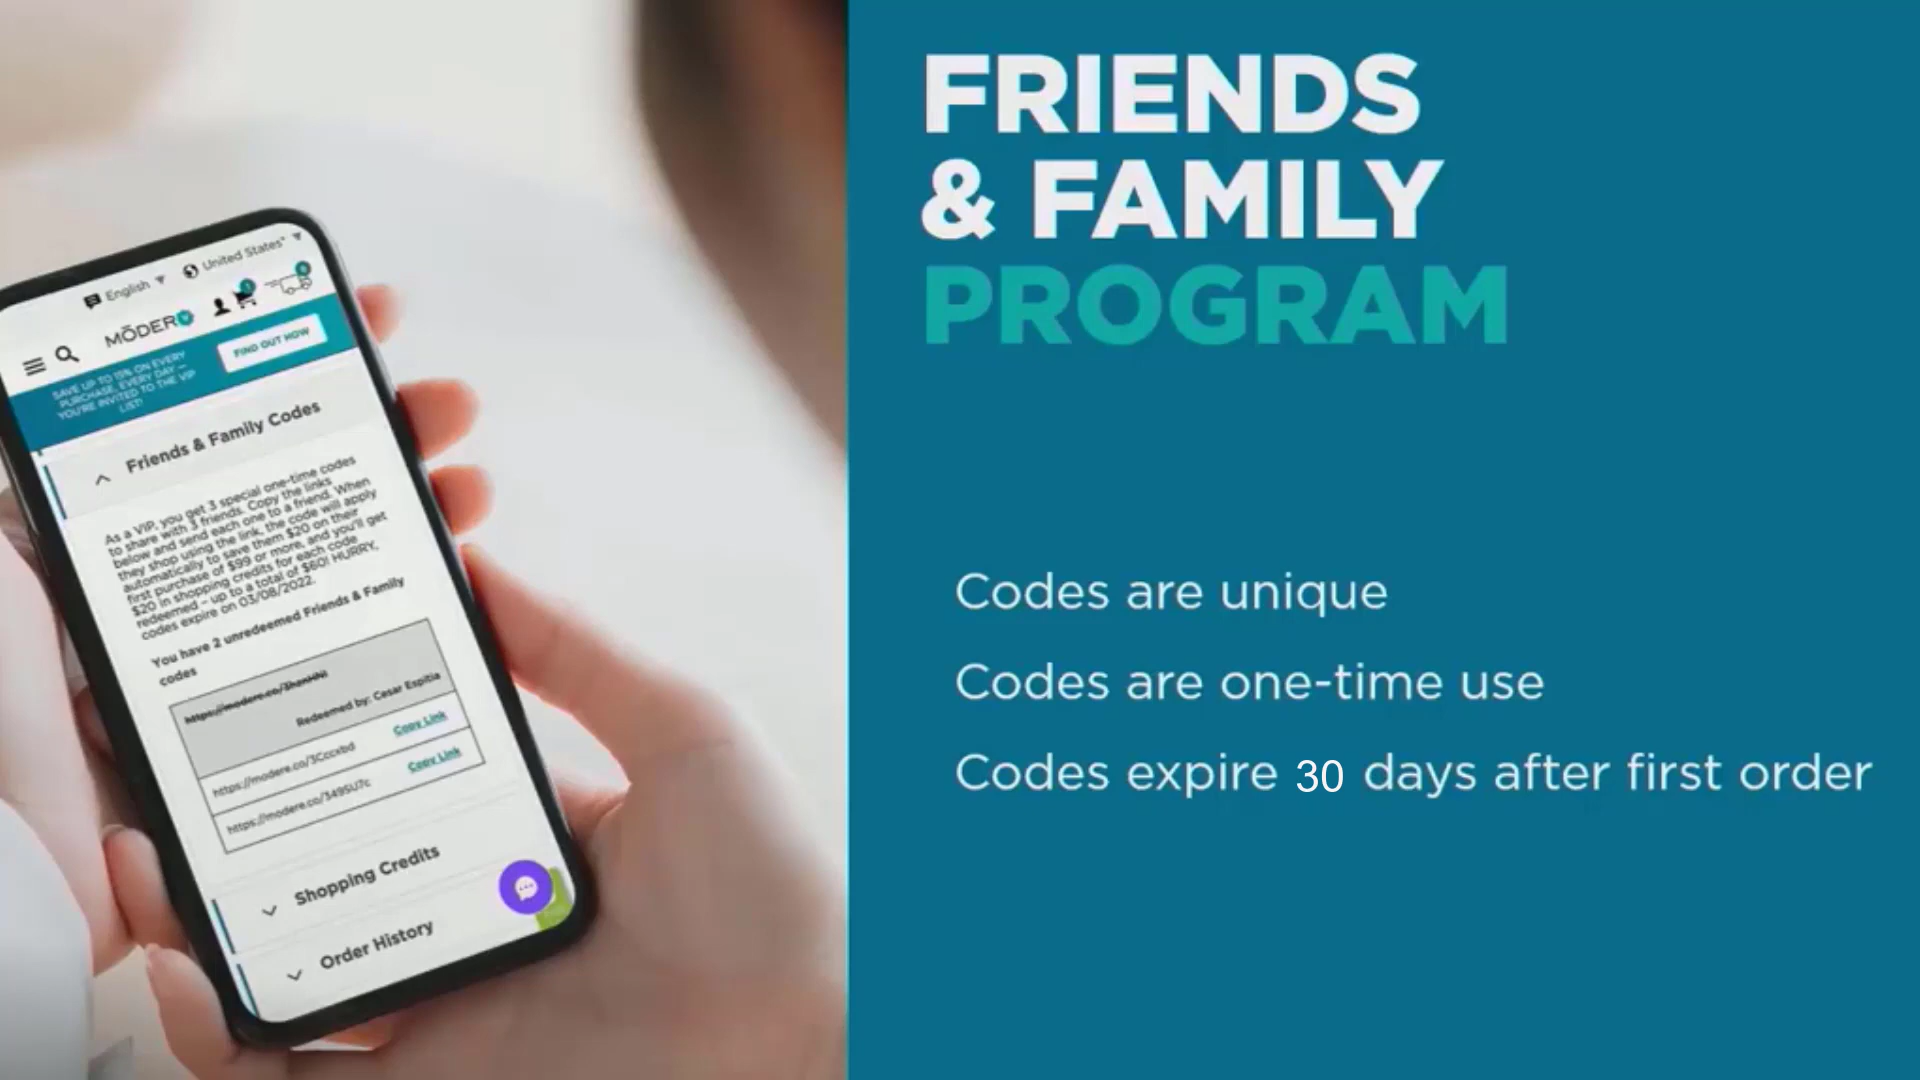 English
United States*
MŌDERE
1
0
SAVE UP TO 15% ON EVERY
PURCHASE, EVERY DAY —
YOU'RE INVITED TO THE VIP
LIST!
FIND OUT NOW
Friends & Family Codes
As a VIP, you get 3 special one-time codes
to share with 3 friends. Copy the links
below and send each one to a friend. When
they shop using the link, the code will apply
automatically to save them $20 on their
first purchase of $99 or more, and you'll get
$20 in shopping credits for each code
redeemed – up to a total of $60! HURRY,
codes expire on 03/08/2022.
You have 2 unredeemed Friends & Family
codes
Redeemed by: Cesar Espitia
https://modere.co/3Cccxbd
Copy Link
https://modere.co/349SU7c
Copy Link
Shopping Credits
Order History
FRIENDS
& FAMILY
PROGRAM
Codes are unique
Codes are one-time use
Codes expire 30 days after first order